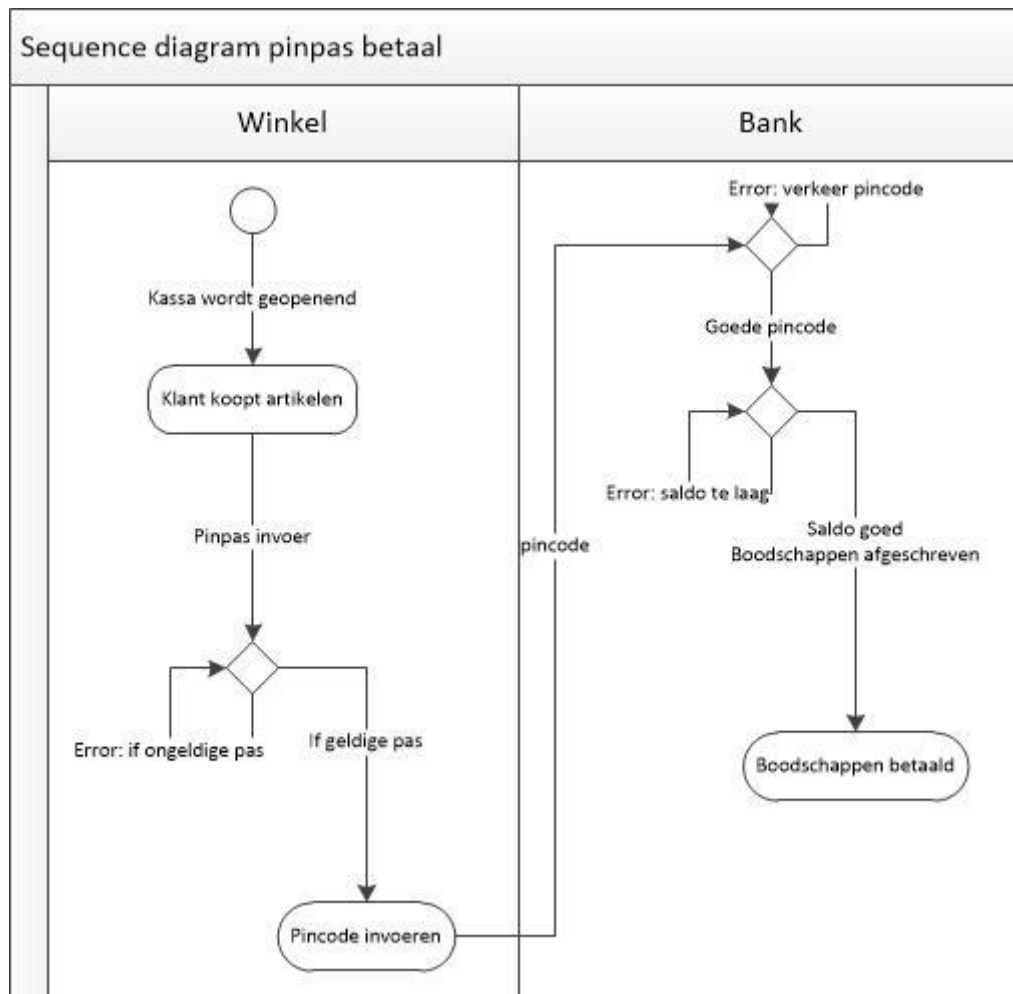 Sequence diagram pinpas betaal
Winkel
Kassa wordt geopenend
Klant koopt artikelen
Pinpas invoer
Error: if ongeldige pas
If geldige pas
Pincode invoeren
pincode
Bank
Error: verkeer pincode
Goede pincode
Error: saldo te laag
Saldo goed
Boodschappen afgeschreven
Boodschappen betaald